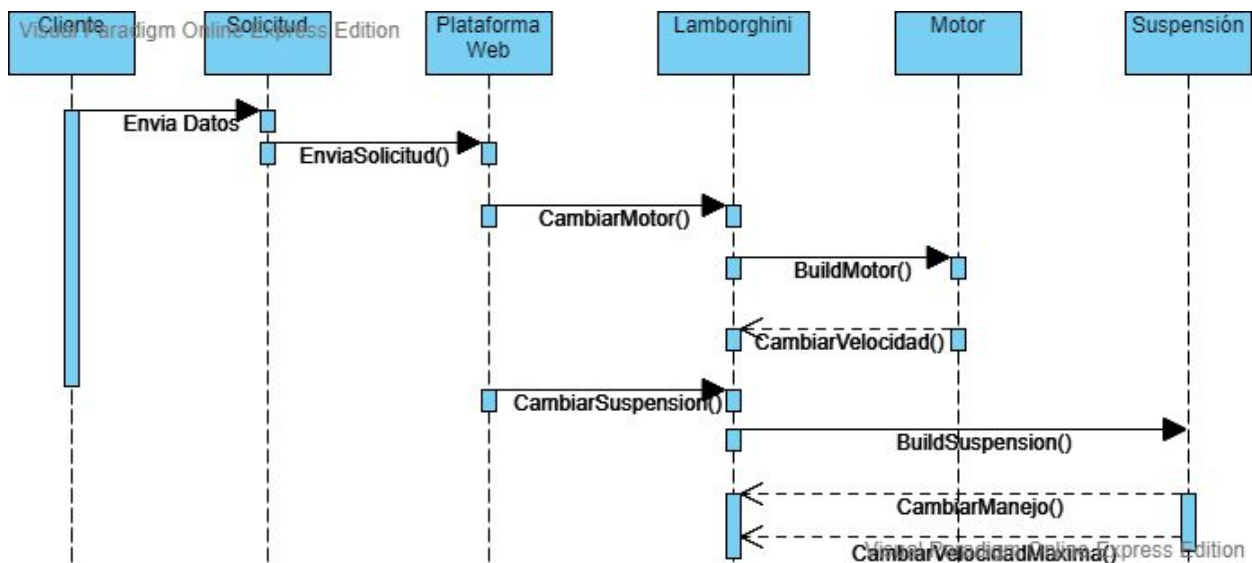 Cliente
Solicitud
Plataforma
Web
Lamborghini
Motor
Suspensión
Visual Paradigm Online Express Edition
Envia Datos
EnviaSolicitud()
CambiarMotor()
BuildMotor()
CambiarVelocidad()
CambiarSuspension()
BuildSuspension()
CambiarManejo()
CambiarVelocidadMaxima()
Visual Paradigm Online Express Edition